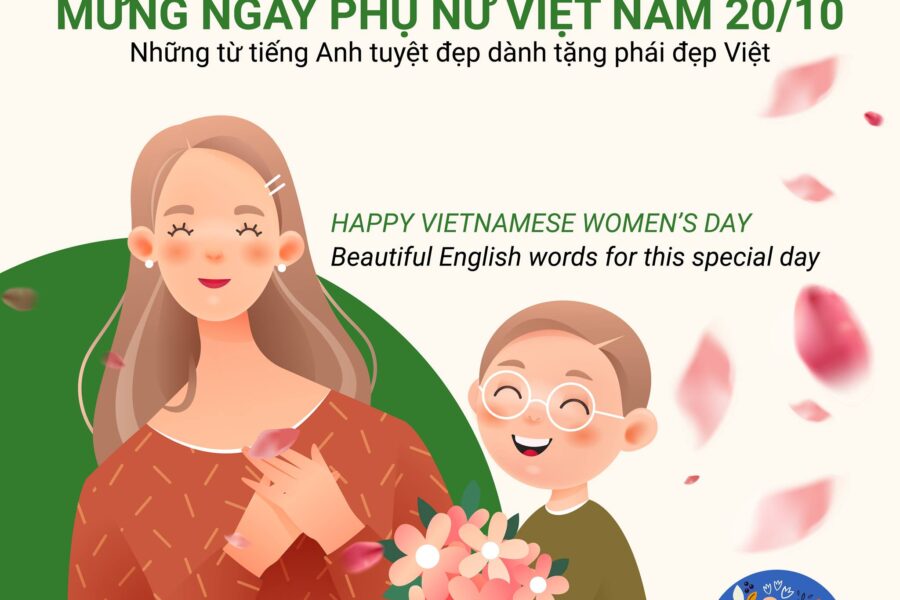 MỪNG NGÀY PHỤ NỮ VIỆT NAM 20/10
Những từ tiếng Anh tuyệt đẹp dành tặng phái đẹp Việt
HAPPY VIETNAMESE WOMEN'S DAY
Beautiful English words for this special day